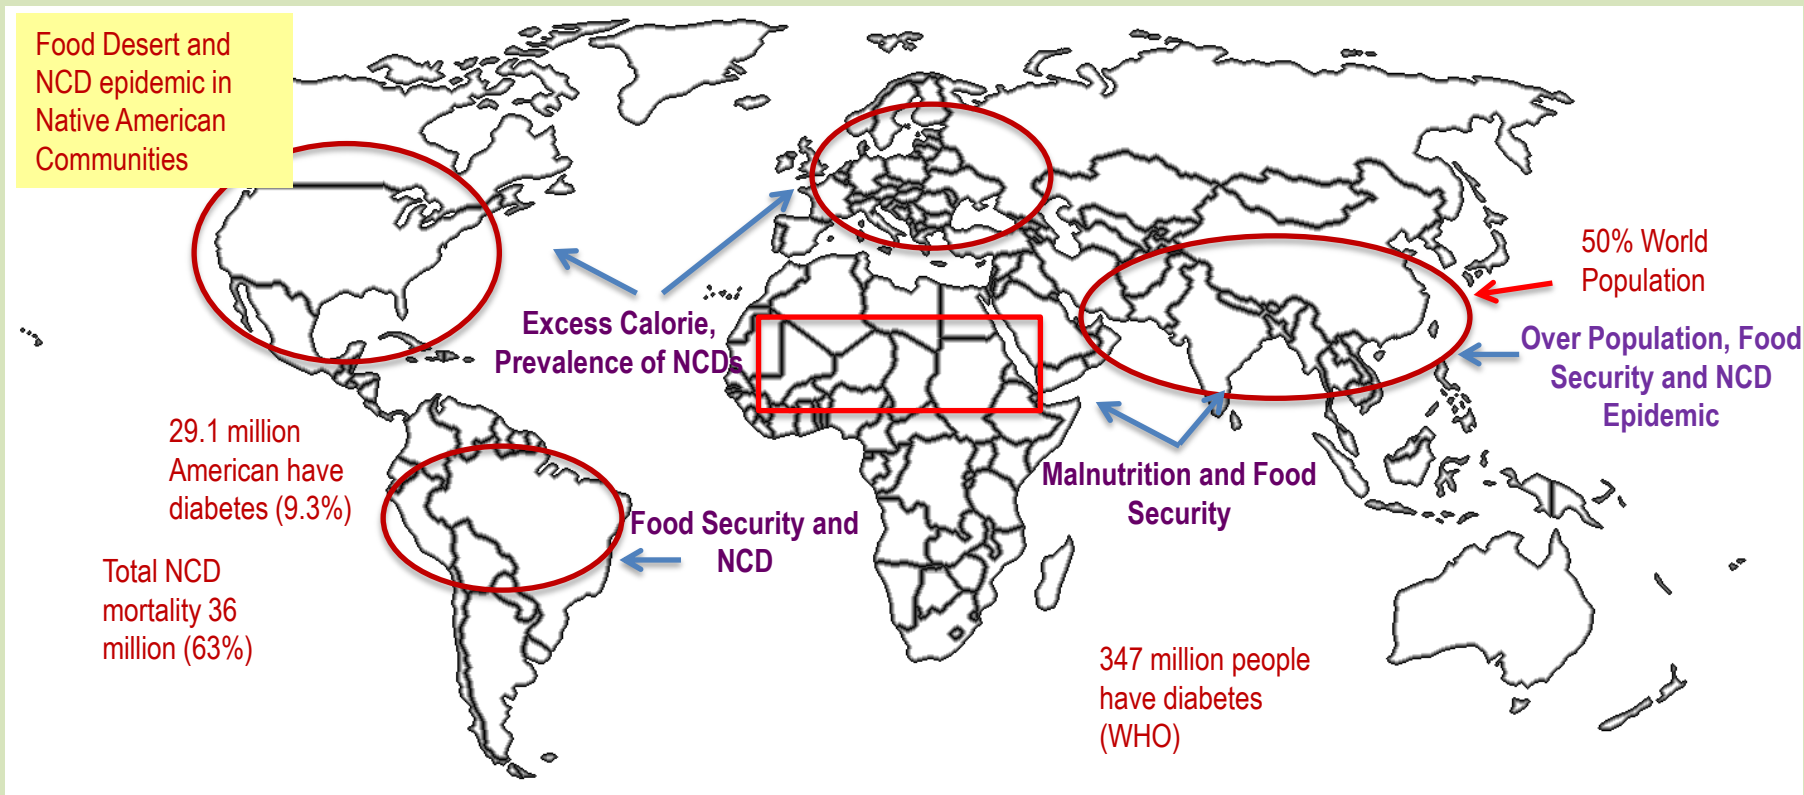 Food Desert and
NCD epidemic in
Native American
Communities
50% World
Population
Excess Calorie,
Prevalence of NCDs
Over Population, Food
Security and NCD
Epidemic
29.1 million
American have
diabetes (9.3%)
Malnutrition and Food
Security
Food Security and
NCD
Total NCD
mortality 36
million (63%)
347 million people
have diabetes
(WHO)